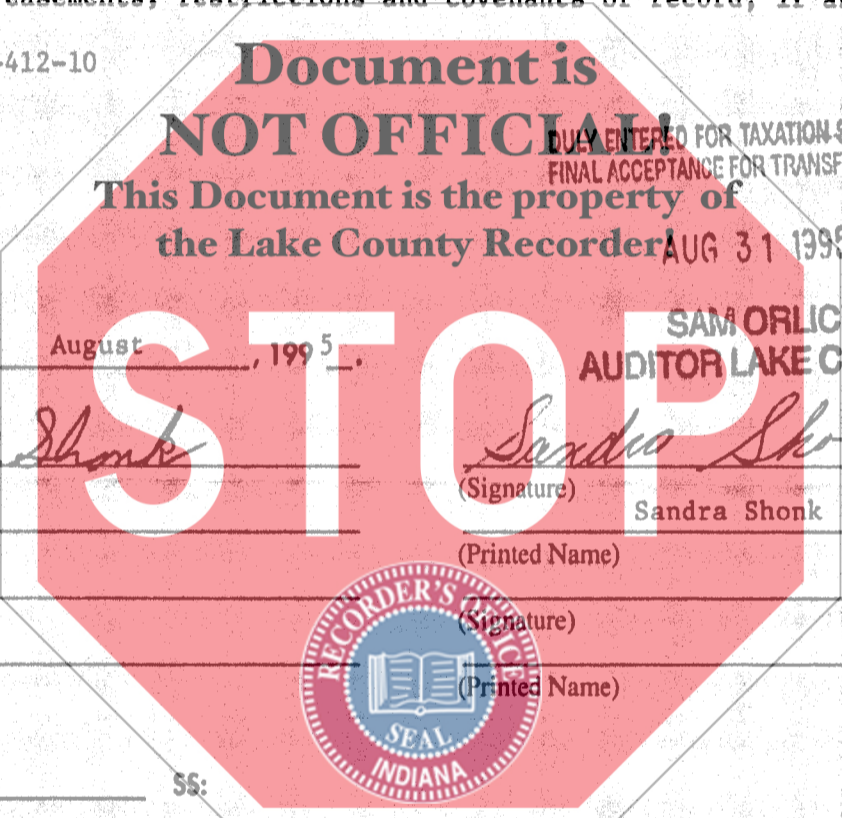 easements, restrictions and covenants of record, if a
-412-10
Document is
NOT OFFICIAL!
DULY ENTERED FOR TAXATION S
FINAL ACCEPTANCE FOR TRANSF
This Document is the property of
the Lake County Recorder!
AUG 31 1995
SAM ORLIC
AUDITOR LAKE C
August , 1995.
STOP
Shonk
Sandra Sho
(Signature)
Sandra Shonk
(Printed Name)
(Signature)
(Printed Name)
RECORDER'S OFFICE
SEAL
INDIANA
SS: